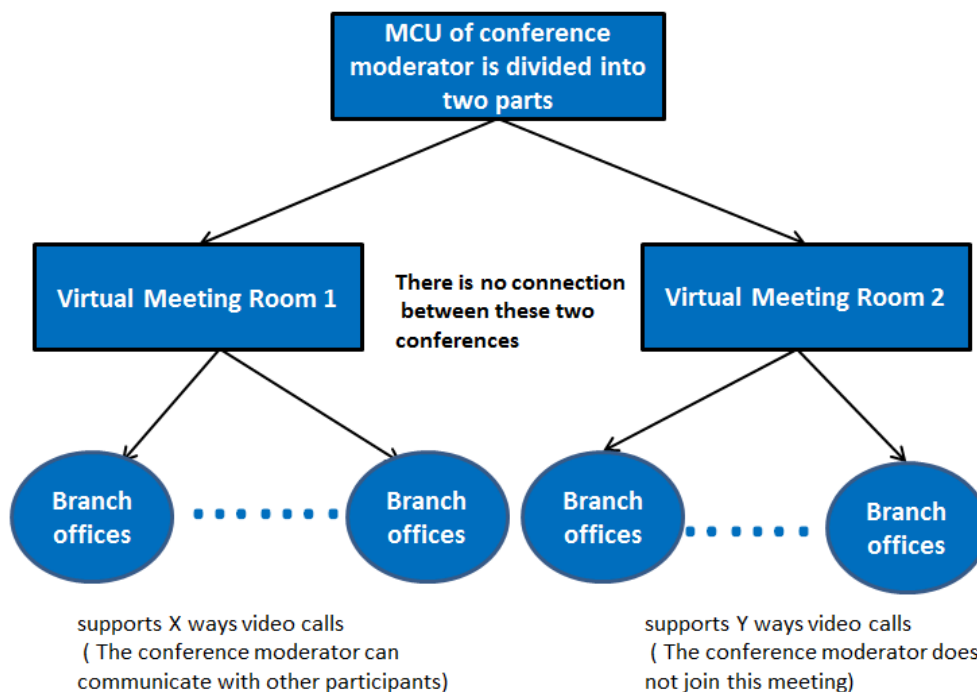 MCU of conference
moderator is divided into
two parts
Virtual Meeting Room 1
There is no connection
between these two
conferences
Virtual Meeting Room 2
Branch
offices
Branch
offices
Branch
offices
Branch
offices
supports X ways video calls
( The conference moderator can
communicate with other participants)
supports Y ways video calls
( The conference moderator does
not join this meeting)